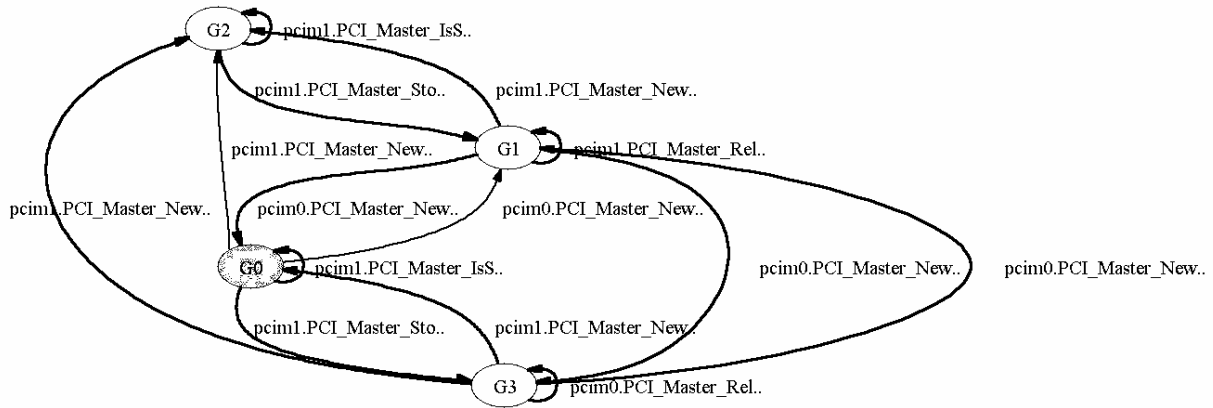 G2
pcim1.PCI_Master_IsS..
pcim1.PCI_Master_Sto..
pcim1.PCI_Master_New..
G1
pcim1.PCI_Master_New..
pcim1.PCI_Master_Rel..
pcim1.PCI_Master_New..
pcim0.PCI_Master_New..
pcim0.PCI_Master_New..
G0
pcim1.PCI_Master_IsS..
pcim0.PCI_Master_New..
pcim0.PCI_Master_New..
pcim1.PCI_Master_Sto..
pcim1.PCI_Master_New..
G3
pcim0.PCI_Master_Rel..